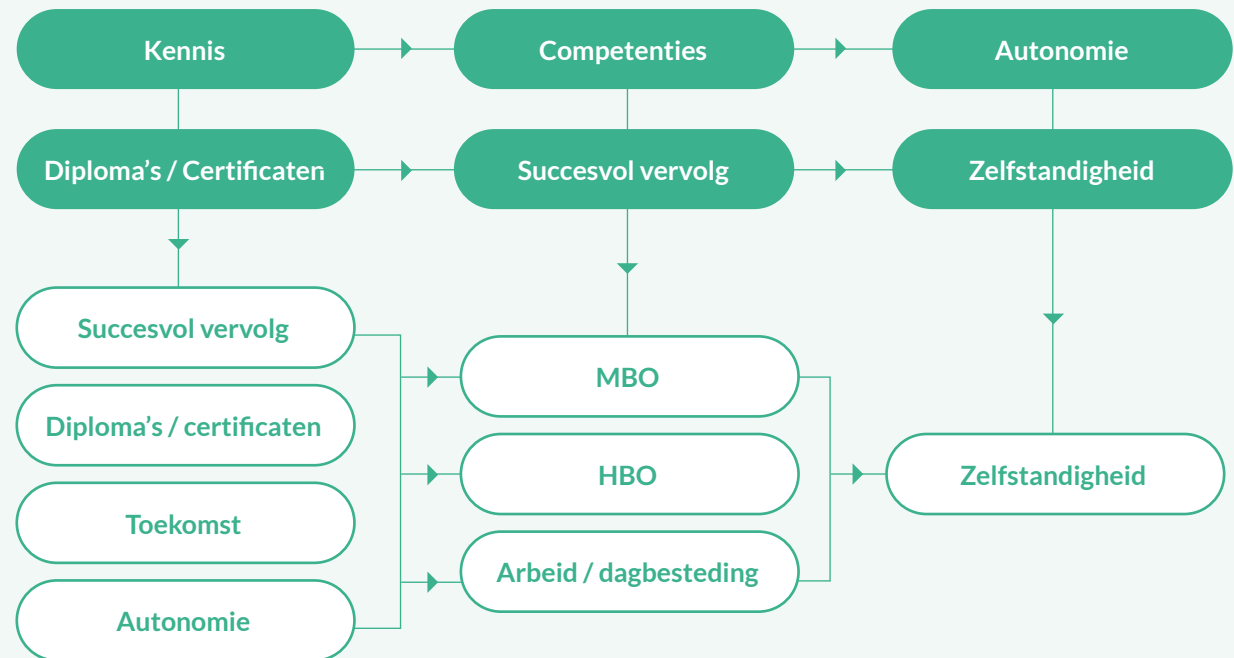 Kennis
Competenties
Autonomie
Diploma's / Certificaten
Succesvol vervolg
Zelfstandigheid
Succesvol vervolg
Diploma's / certificaten
Toekomst
Autonomie
MBO
HBO
Arbeid / dagbesteding
Zelfstandigheid